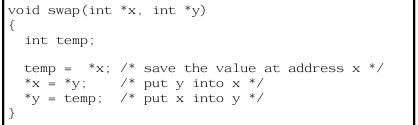 void swap(int *x, int *y)
{
  int temp;
  temp =  *x; /* save the value at address x */
  *x = *y;    /* put y into x */
  *y = temp;  /* put x into y */
}